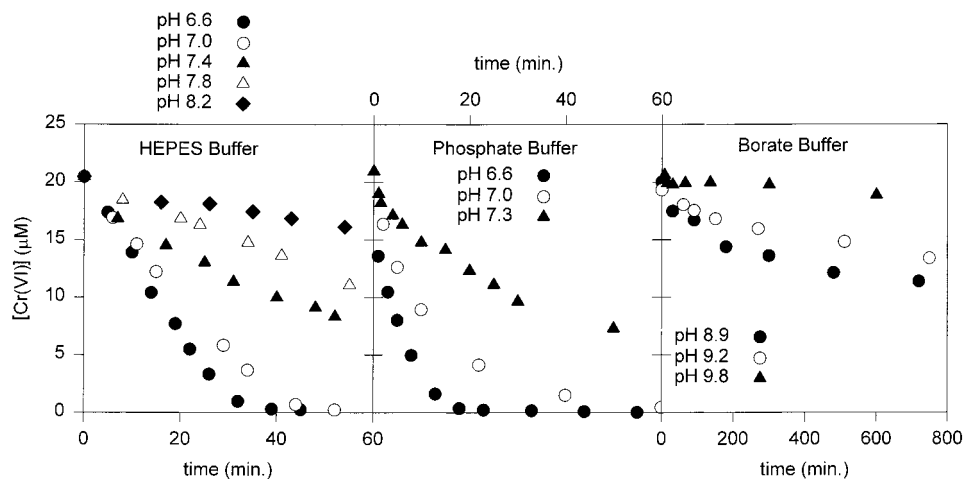 pH 6.6
pH 7.0
pH 7.4
pH 7.8
pH 8.2
time (min.)
0 20 40 60
25
20
15
10
5
0
[Cr(VI)] (μM)
HEPES Buffer
Phosphate Buffer
pH 6.6
pH 7.0
pH 7.3
Borate Buffer
pH 8.9
pH 9.2
pH 9.8
0 20 40 60
0 200 400 600 800
time (min.)
time (min.)